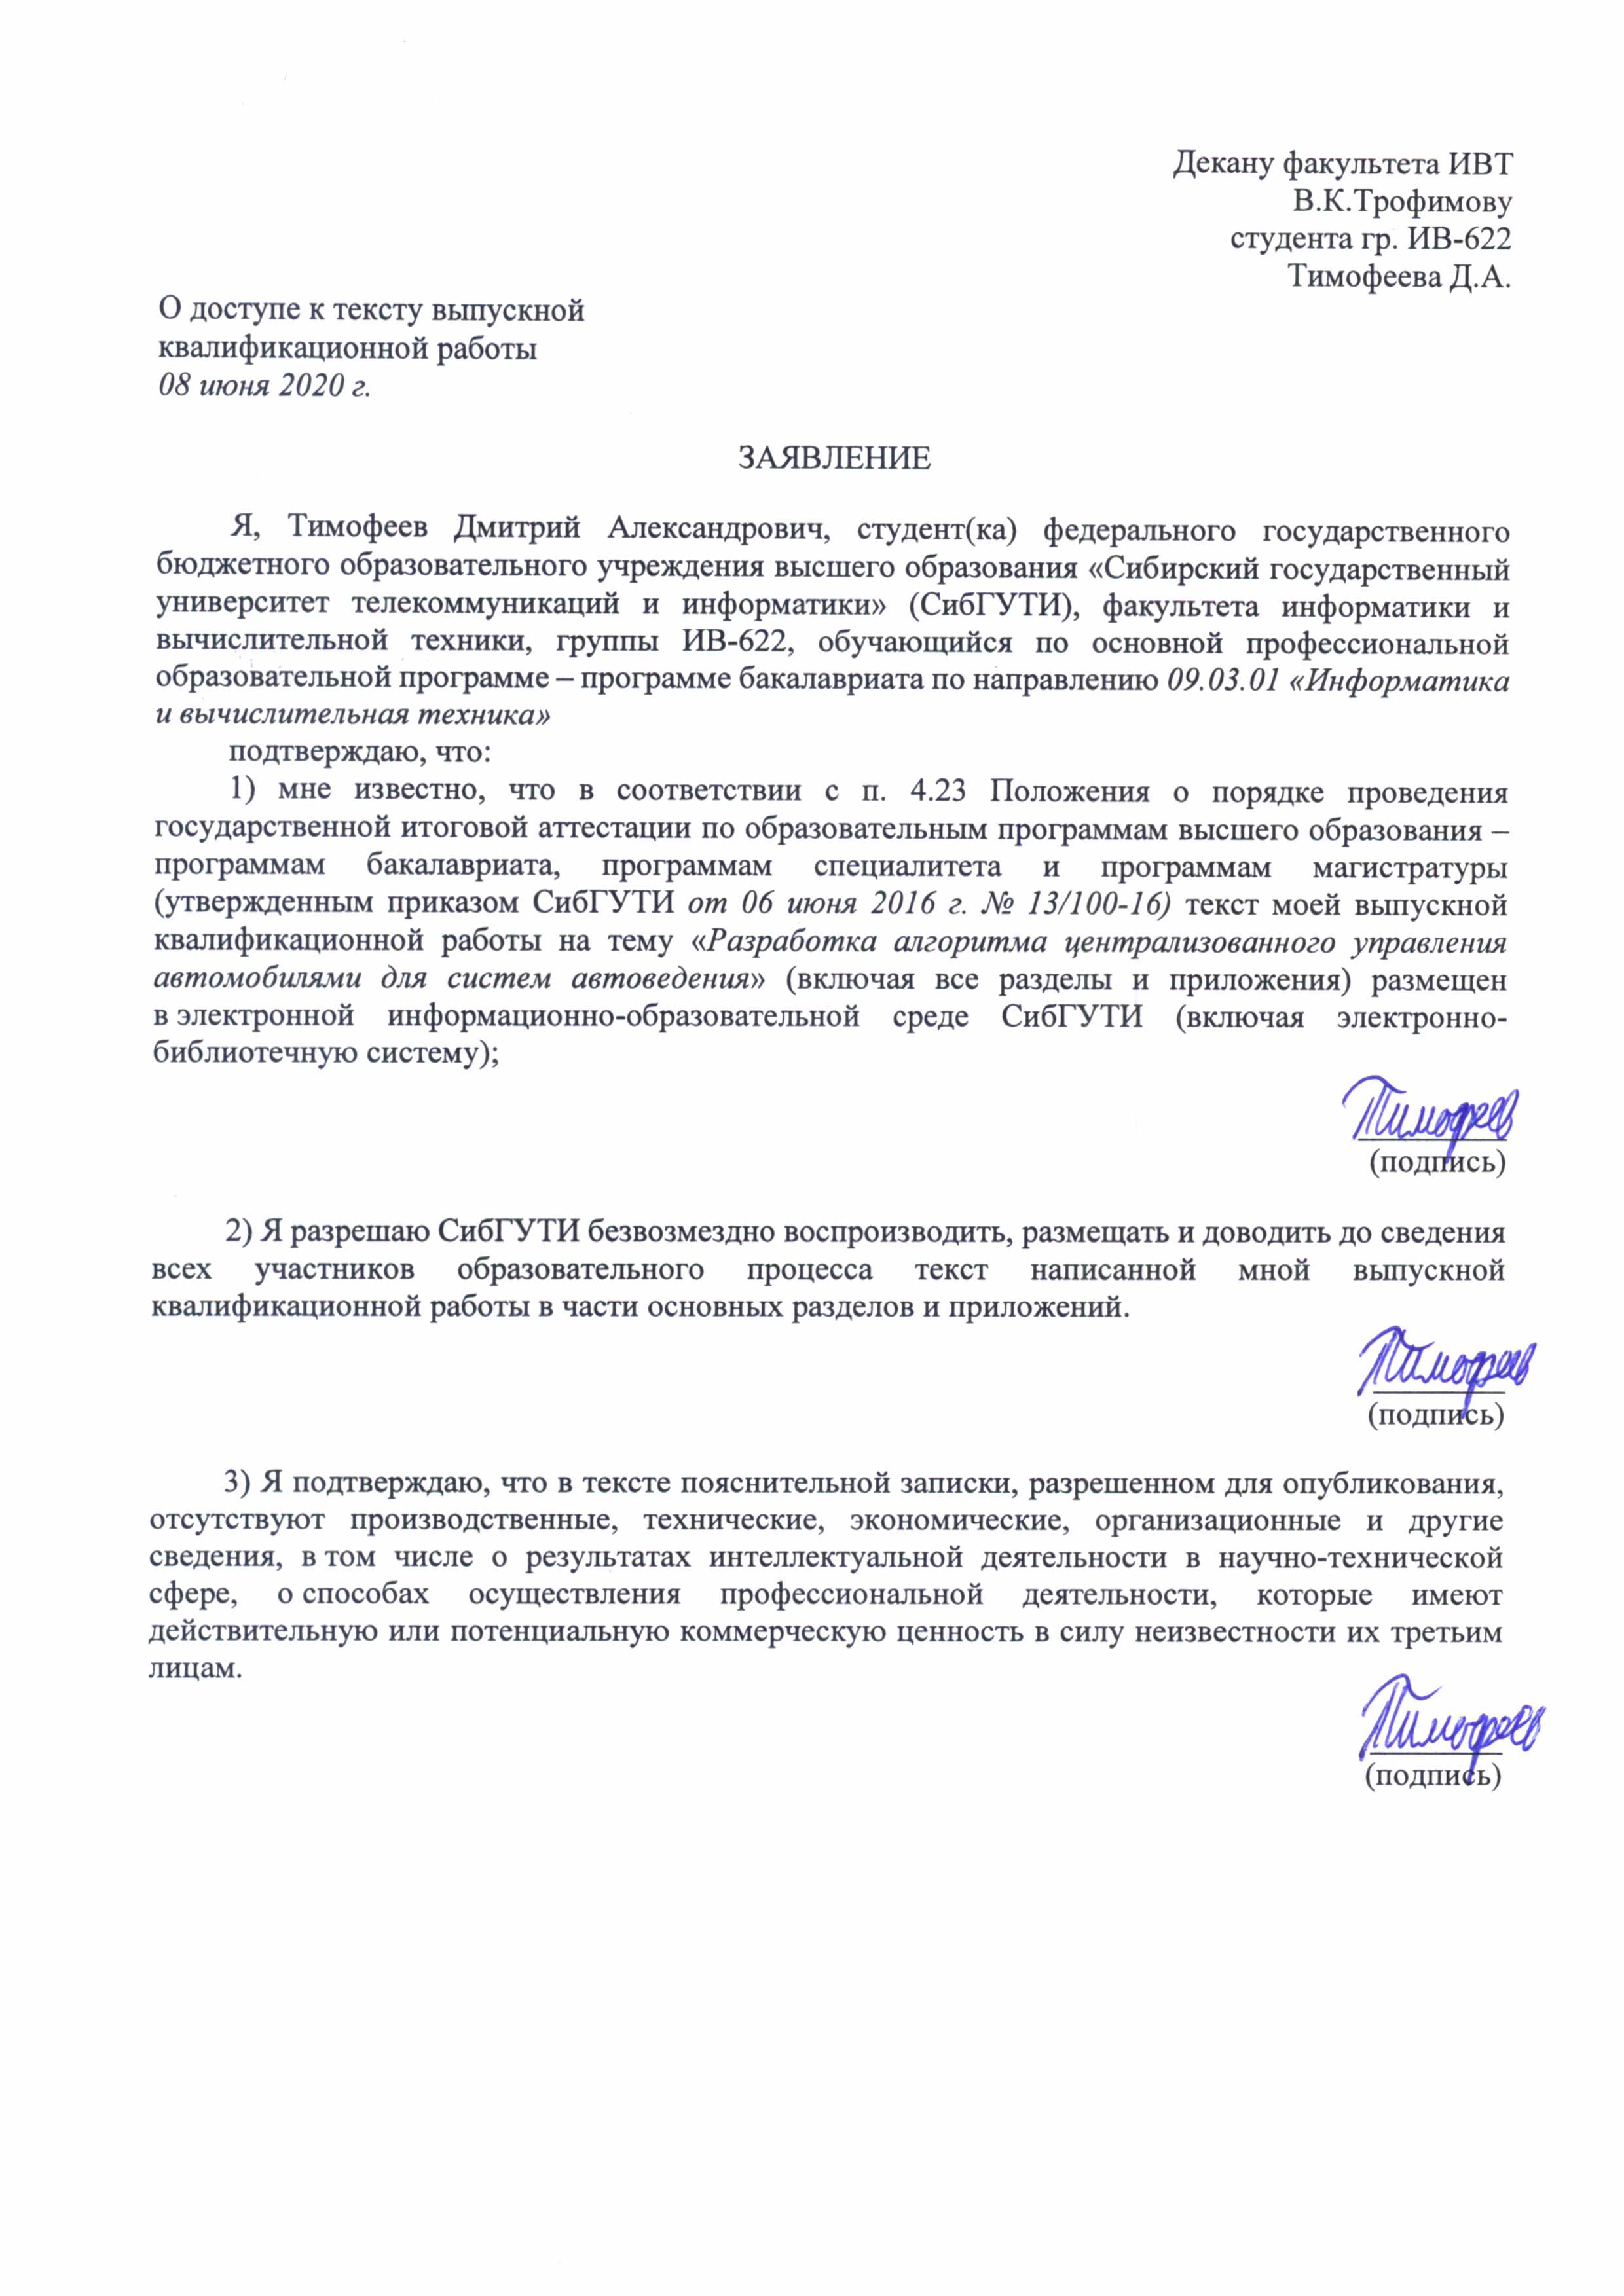 Декану факультета ИВТ
В.К.Трофимову
студента гр. ИВ-622
Тимофеева Д.А.
О доступе к тексту выпускной
квалификационной работы
08 июня 2020 г.
ЗАЯВЛЕНИЕ
Я, Тимофеев Дмитрий Александрович, студент(ка) федерального государственного
бюджетного образовательного учреждения высшего образования «Сибирский государственный
университет телекоммуникаций и информатики» (СибГУТИ), факультета информатики и
вычислительной техники, группы ИВ-622, обучающийся по основной профессиональной
образовательной программе – программе бакалавриата по направлению 09.03.01 «Информатика
и вычислительная техника»
подтверждаю, что:
1) мне известно, что в соответствии с п. 4.23 Положения о порядке проведения
государственной итоговой аттестации по образовательным программам высшего образования –
программам бакалавриата, программам специалитета и программам магистратуры
(утвержденным приказом СибГУТИ от 06 июня 2016 г. № 13/100-16) текст моей выпускной
квалификационной работы на тему «Разработка алгоритма централизованного управления
автомобилями для систем автоведения» (включая все разделы и приложения) размещен
в электронной информационно-образовательной среде СибГУТИ (включая электронно-
библиотечную систему);
Тимофеев
(подпись)
2) Я разрешаю СибГУТИ безвозмездно воспроизводить, размещать и доводить до сведения
всех участников образовательного процесса текст написанной мной выпускной
квалификационной работы в части основных разделов и приложений.
Тимофеев
(подпись)
3) Я подтверждаю, что в тексте пояснительной записки, разрешенном для опубликования,
отсутствуют производственные, технические, экономические, организационные и другие
сведения, в том числе о результатах интеллектуальной деятельности в научно-технической
сфере, о способах осуществления профессиональной деятельности, которые имеют
действительную или потенциальную коммерческую ценность в силу неизвестности их третьим
лицам.
Тимофеев
(подпись)